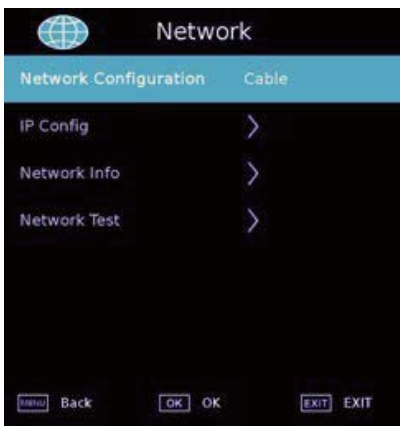 Network
Network Configuration Cable
IP Config
Network Info
Network Test
MENU Back OK OK EXIT EXIT